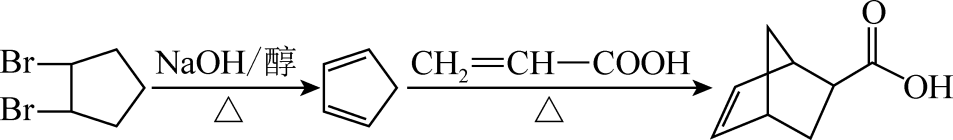 Br
Br
NaOH/醇
△
CH₂=CH—COOH
△
O
OH